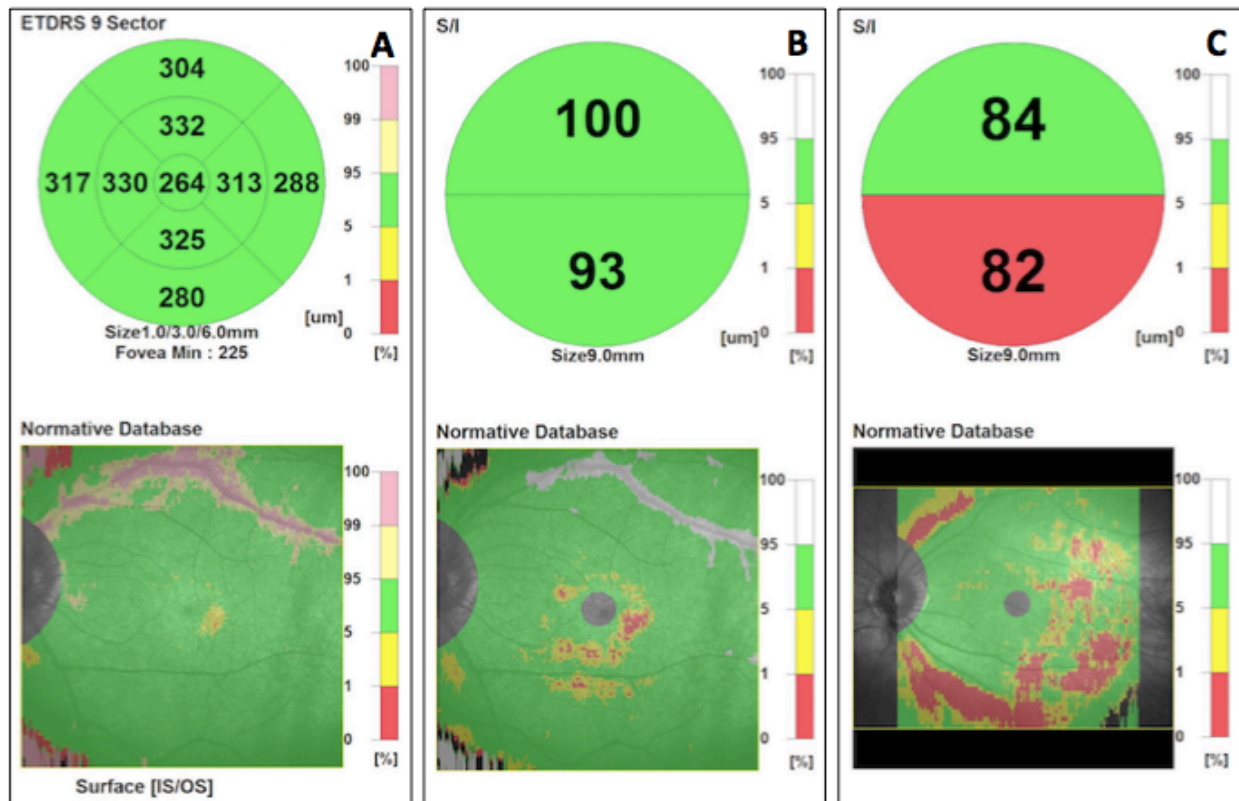 ETDRS 9 Sector
A
304
332
317 330 264 313 288
325
280
100
99
95
5
1
0
[um]
[%]
Size1.0/3.0/6.0mm
Fovea Min : 225
Normative Database
100
99
95
5
1
0
[%]
Surface [IS/OS]
S/I
B
100
93
100
95
5
1
0
[um]
[%]
Size9.0mm
Normative Database
100
95
5
1
0
[%]
S/I
C
84
82
100
95
5
1
0
[um]
[%]
Size9.0mm
Normative Database
100
95
5
1
0
[%]